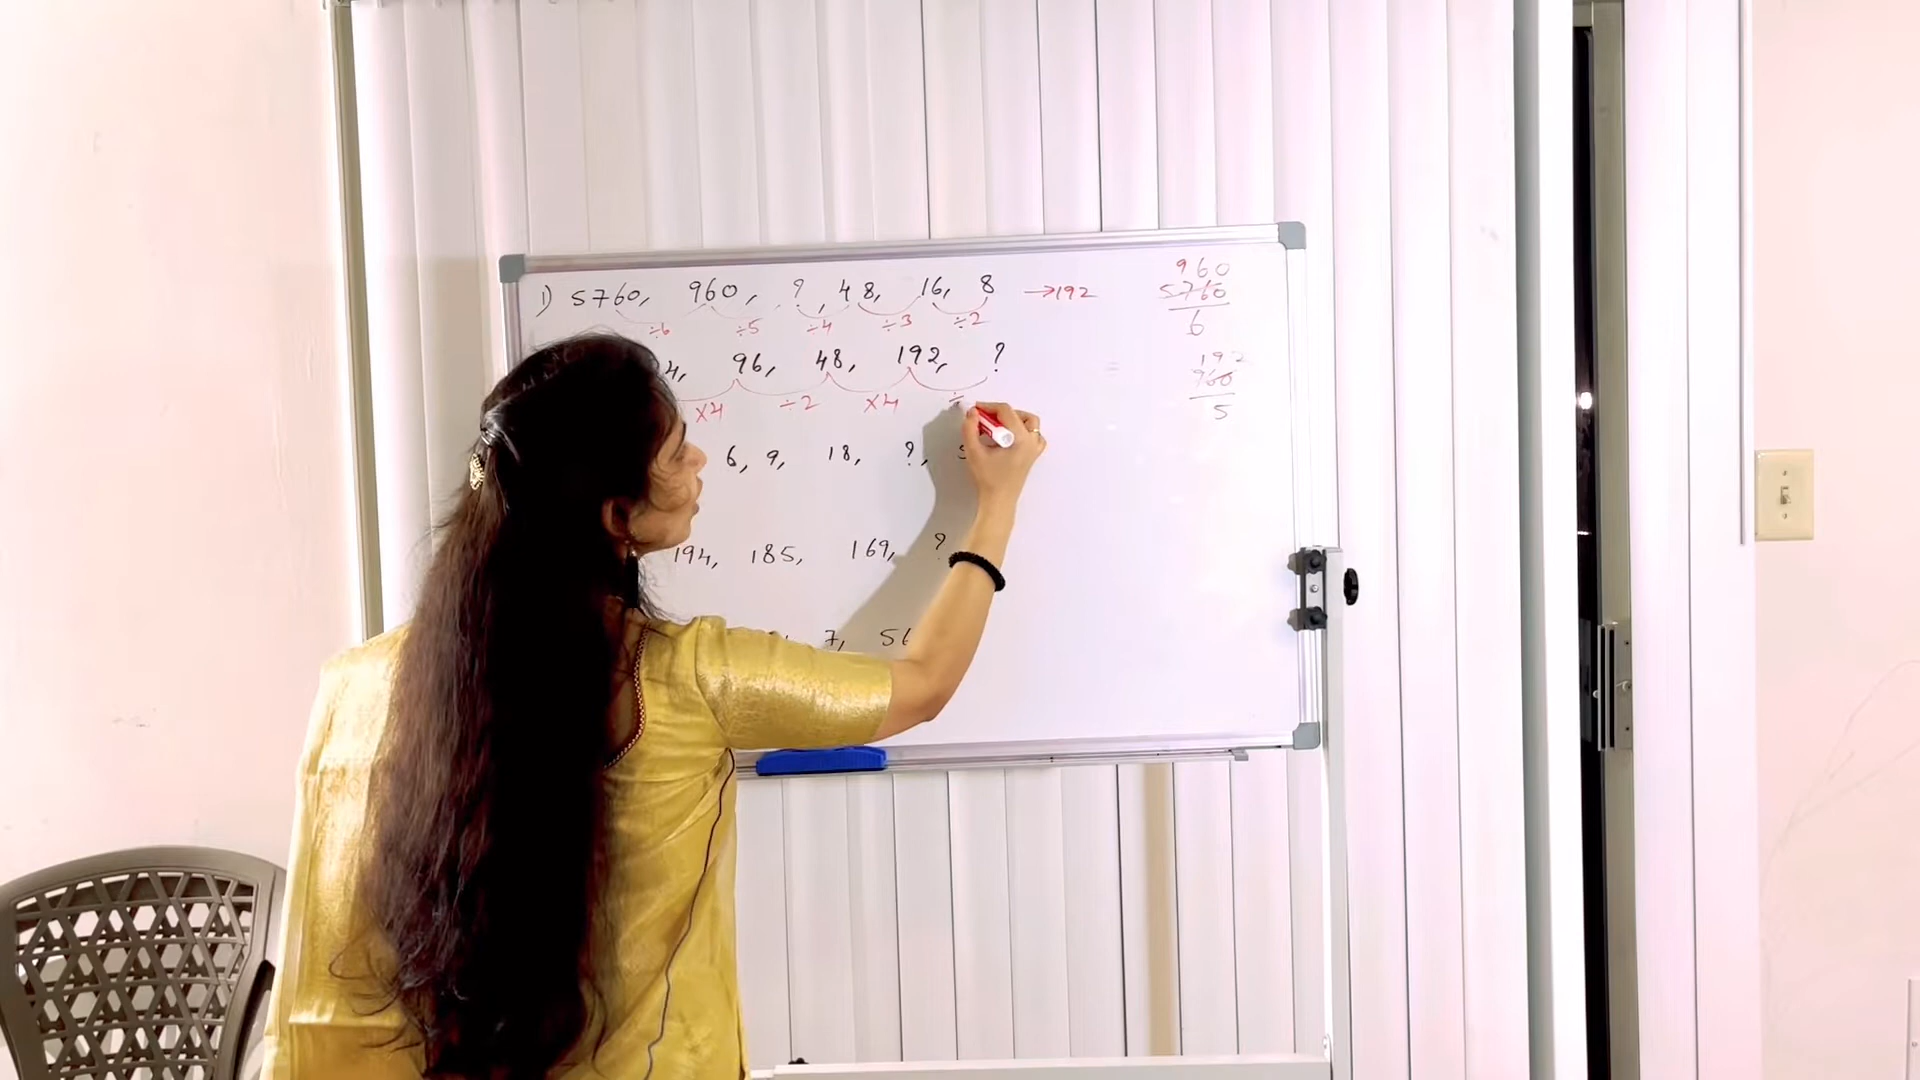 1) 5760, 960, ?, 48, 16, 8 →192
÷6 ÷5 ÷4 ÷3 ÷2
4, 96, 48, 192, ?
×4 ÷2 ×4 ÷
6, 9, 18, ?,
194, 185, 169, ?
7, 56
960
5760
6
=
192
960
5